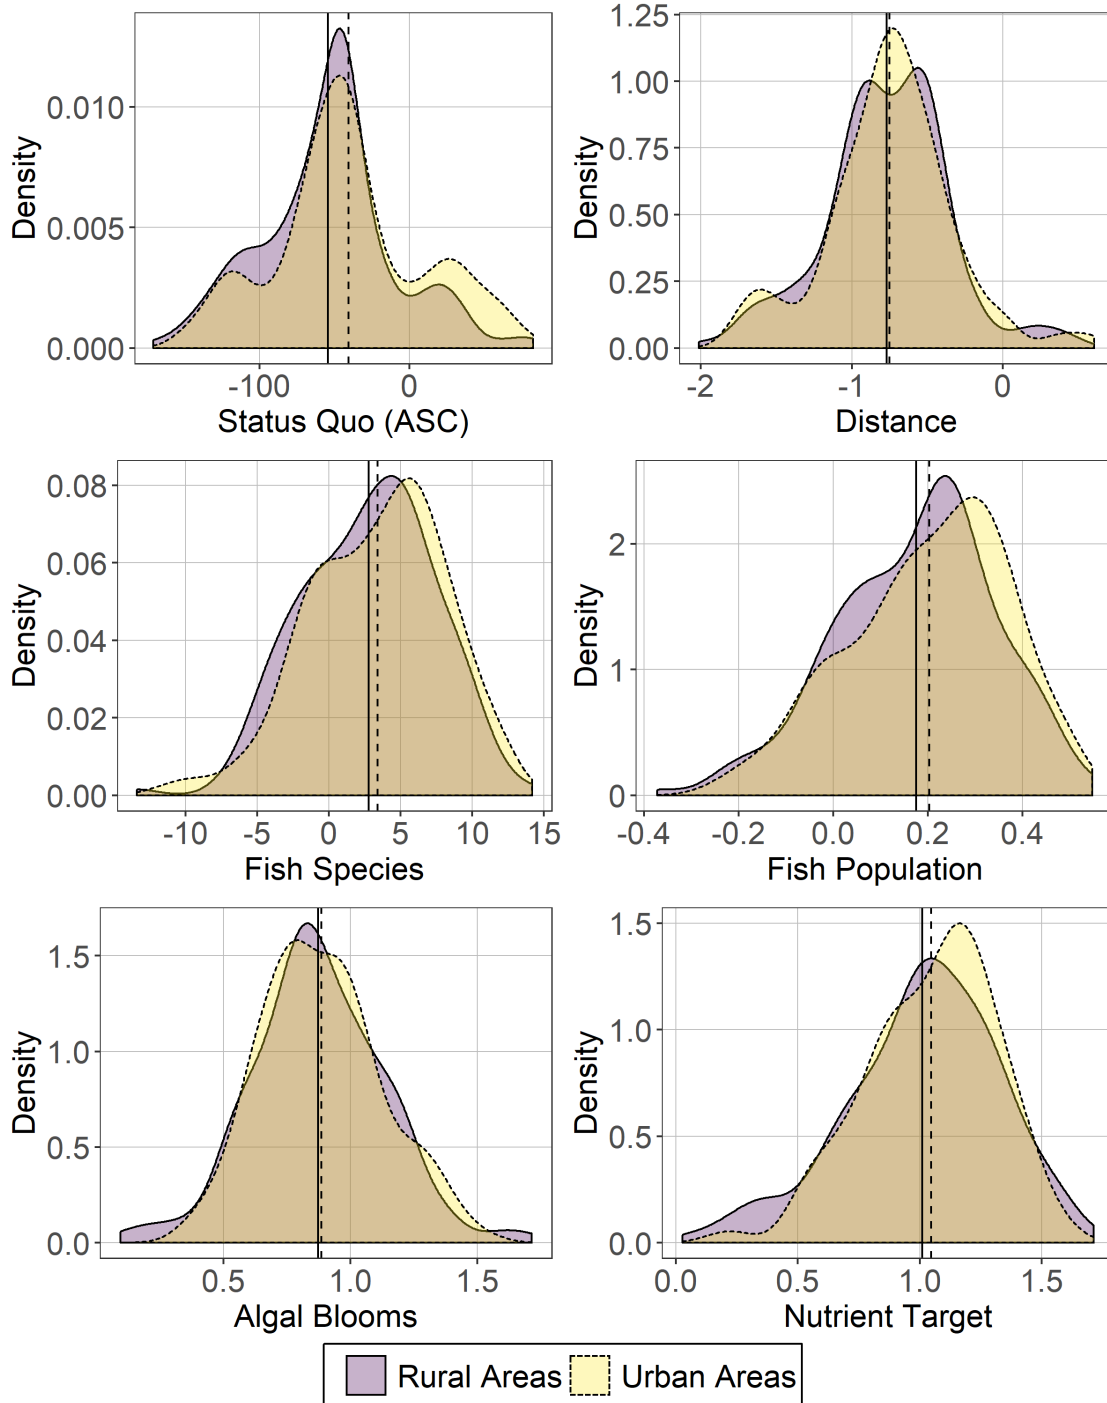 Density
0.010
0.005
0.000
-100 0
Status Quo (ASC)
Density
1.25
1.00
0.75
0.50
0.25
0.00
-2 -1 0
Distance
Density
0.08
0.06
0.04
0.02
0.00
-10 -5 0 5 10 15
Fish Species
Density
2
1
0
-0.4 -0.2 0.0 0.2 0.4
Fish Population
Density
1.5
1.0
0.5
0.0
0.5 1.0 1.5
Algal Blooms
Density
1.5
1.0
0.5
0.0
0.0 0.5 1.0 1.5
Nutrient Target
Rural Areas Urban Areas